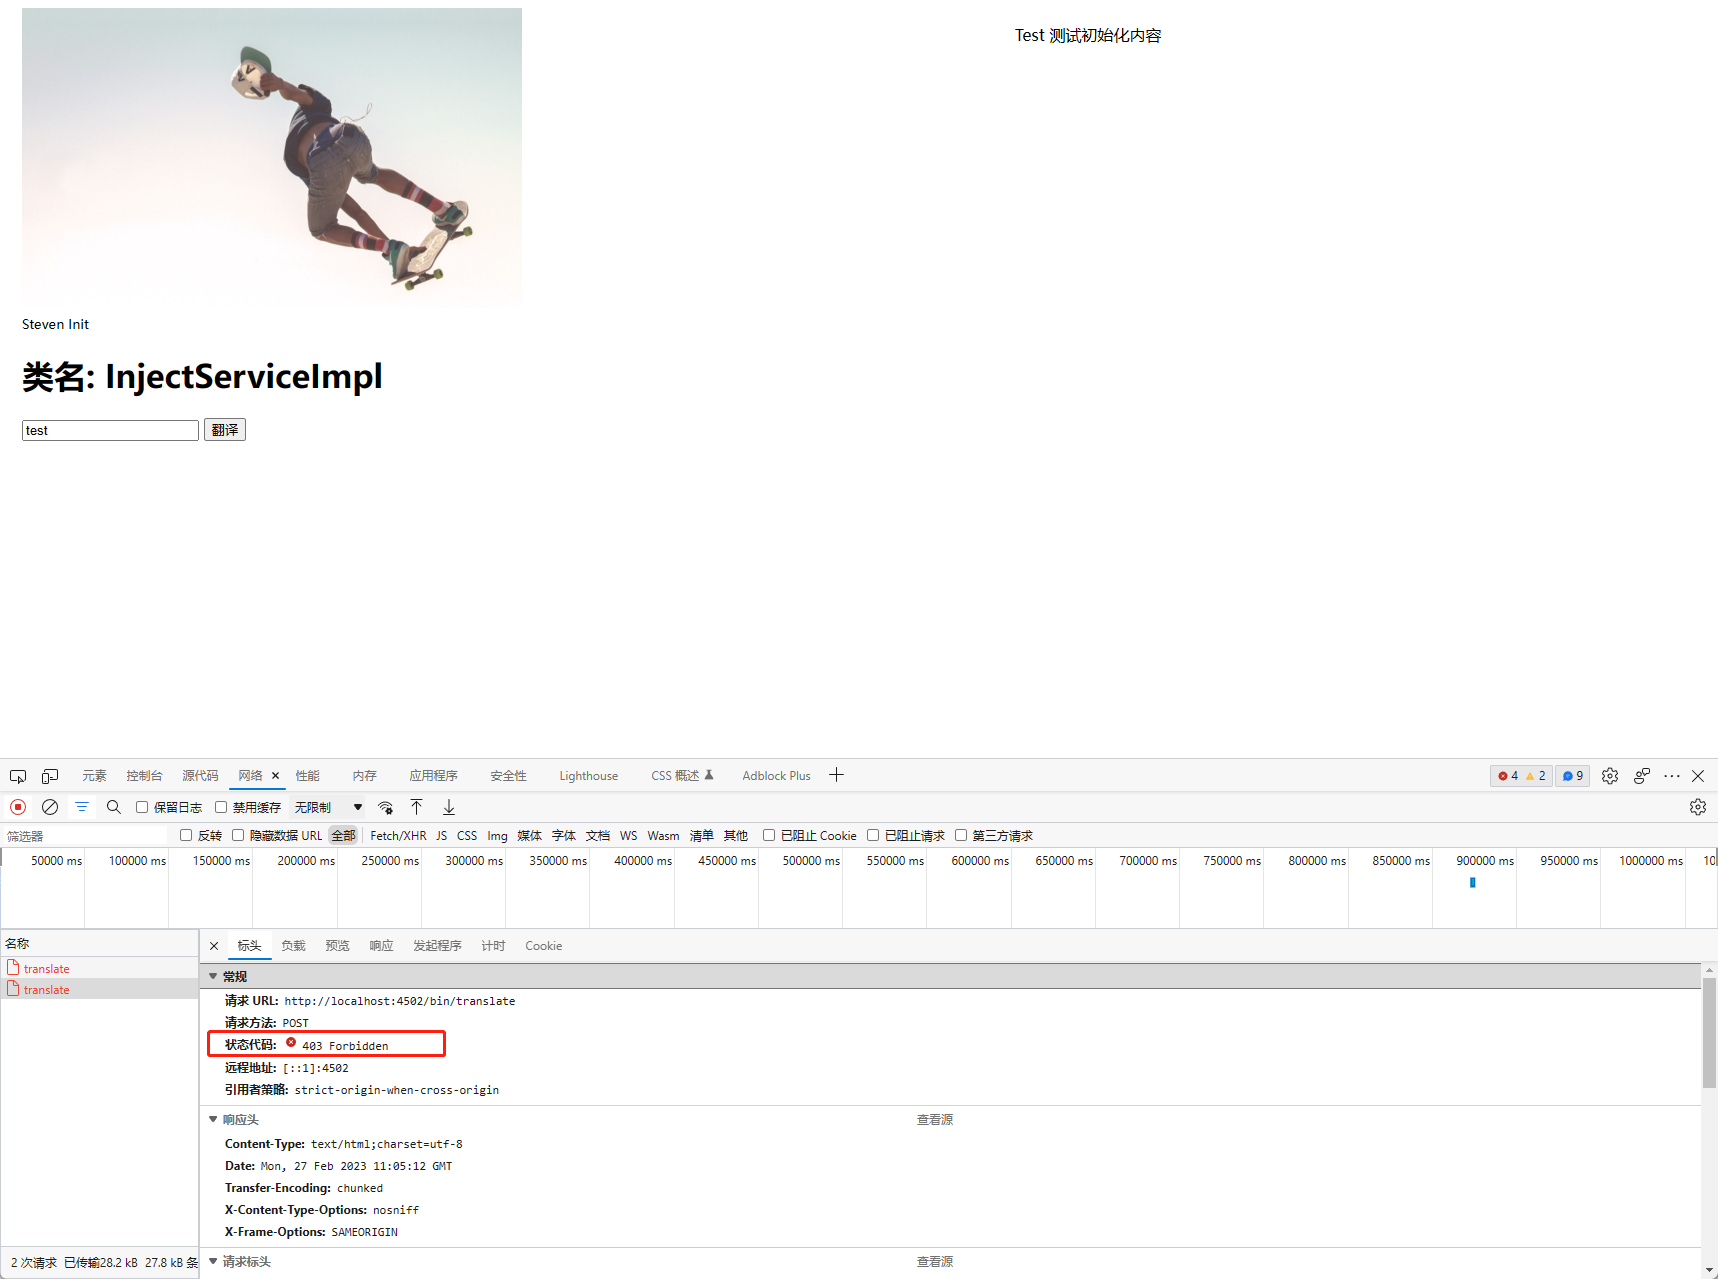 Test 测试初始化内容
Steven Init
类名: InjectServiceImpl
test 翻译
元素 控制台 源代码 网络 性能 内存 应用程序 安全性 Lighthouse CSS 概述 Adblock Plus 4 2 9
保留日志 禁用缓存 无限制
筛选器 反转 隐藏数据 URL 全部 Fetch/XHR JS CSS Img 媒体 字体 文档 WS Wasm 清单 其他 已阻止 Cookie 已阻止请求 第三方请求
50000 ms 100000 ms 150000 ms 200000 ms 250000 ms 300000 ms 350000 ms 400000 ms 450000 ms 500000 ms 550000 ms 600000 ms 650000 ms 700000 ms 750000 ms 800000 ms 850000 ms 900000 ms 950000 ms 1000000 ms 10
名称
translate
translate
标头 负载 预览 响应 发起程序 计时 Cookie
常规
请求 URL: http://localhost:4502/bin/translate
请求方法: POST
状态代码: 403 Forbidden
远程地址: [::1]:4502
引用者策略: strict-origin-when-cross-origin
响应头 查看源
Content-Type: text/html;charset=utf-8
Date: Mon, 27 Feb 2023 11:05:12 GMT
Transfer-Encoding: chunked
X-Content-Type-Options: nosniff
X-Frame-Options: SAMEORIGIN
请求标头 查看源
2 次请求 已传输28.2 kB 27.8 kB 条